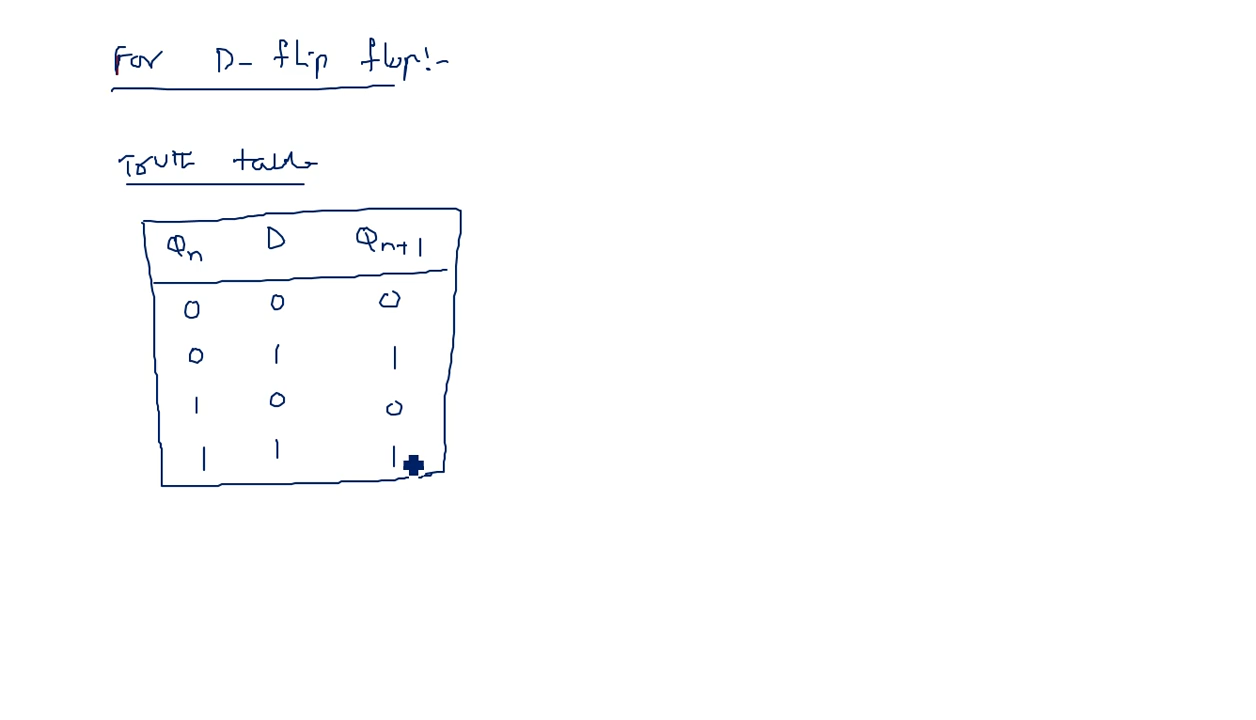 For D- flip flop:-
Truth table
Qn D Qn+1
0 0 0
0 1 1
1 0 0
1 1 1